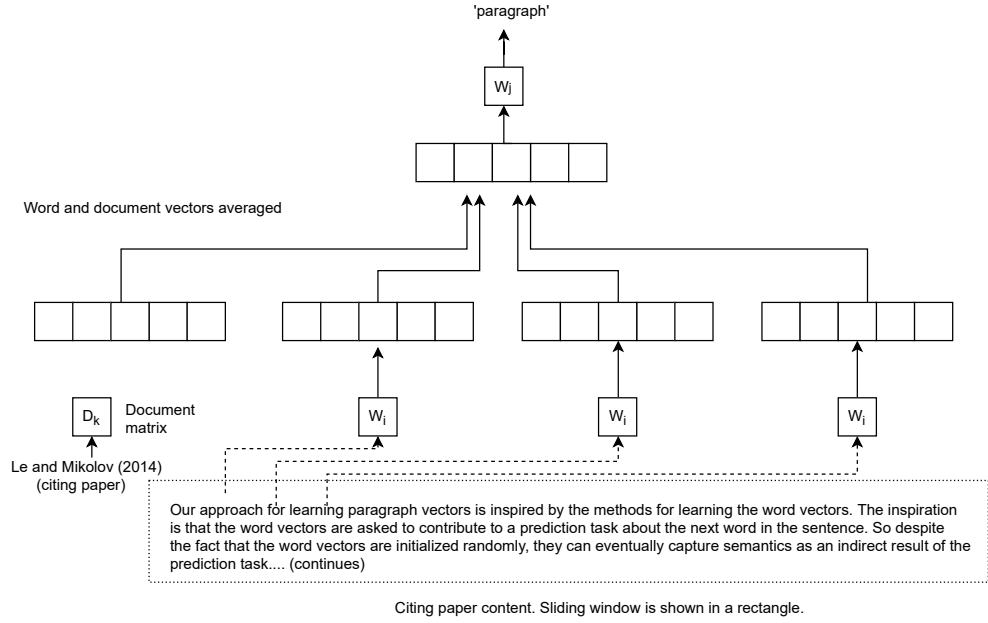 'paragraph'
Wj
Word and document vectors averaged
Dk
Document
matrix
Wi
Wi
Wi
Le and Mikolov (2014)
(citing paper)
Our approach for learning paragraph vectors is inspired by the methods for learning the word vectors. The inspiration
is that the word vectors are asked to contribute to a prediction task about the next word in the sentence. So despite
the fact that the word vectors are initialized randomly, they can eventually capture semantics as an indirect result of the
prediction task.... (continues)
Citing paper content. Sliding window is shown in a rectangle.